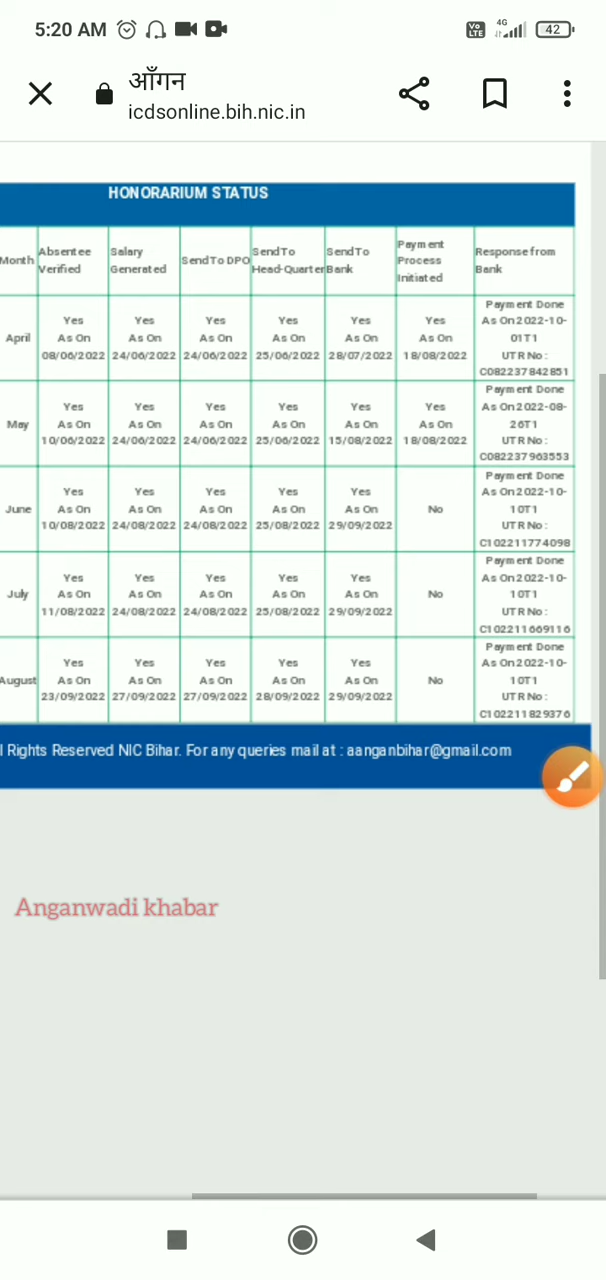 5:20 AM Vo LTE 4G 42
आँगन
icdsonline.bih.nic.in
HONORARIUM STATUS
Month Absentee Verified Salary Generated Send To DPO Send To Head-Quarter Send To Bank Payment Process Initiated Response from Bank
April Yes As On 08/06/2022 Yes As On 24/06/2022 Yes As On 24/06/2022 Yes As On 25/06/2022 Yes As On 28/07/2022 Yes As On 18/08/2022 Payment Done As On 2022-10-01T1 UTR No : C082237842851
May Yes As On 10/06/2022 Yes As On 24/06/2022 Yes As On 24/06/2022 Yes As On 25/06/2022 Yes As On 15/08/2022 Yes As On 18/08/2022 Payment Done As On 2022-08-26T1 UTR No : C082237963553
June Yes As On 10/08/2022 Yes As On 24/08/2022 Yes As On 24/08/2022 Yes As On 25/08/2022 Yes As On 29/09/2022 No Payment Done As On 2022-10-10T1 UTR No : C102211774098
July Yes As On 11/08/2022 Yes As On 24/08/2022 Yes As On 24/08/2022 Yes As On 25/08/2022 Yes As On 29/09/2022 No Payment Done As On 2022-10-10T1 UTR No : C102211669116
August Yes As On 23/09/2022 Yes As On 27/09/2022 Yes As On 27/09/2022 Yes As On 28/09/2022 Yes As On 29/09/2022 No Payment Done As On 2022-10-10T1 UTR No : C102211829376
l Rights Reserved NIC Bihar. For any queries mail at : aanganbihar@gmail.com
Anganwadi khabar